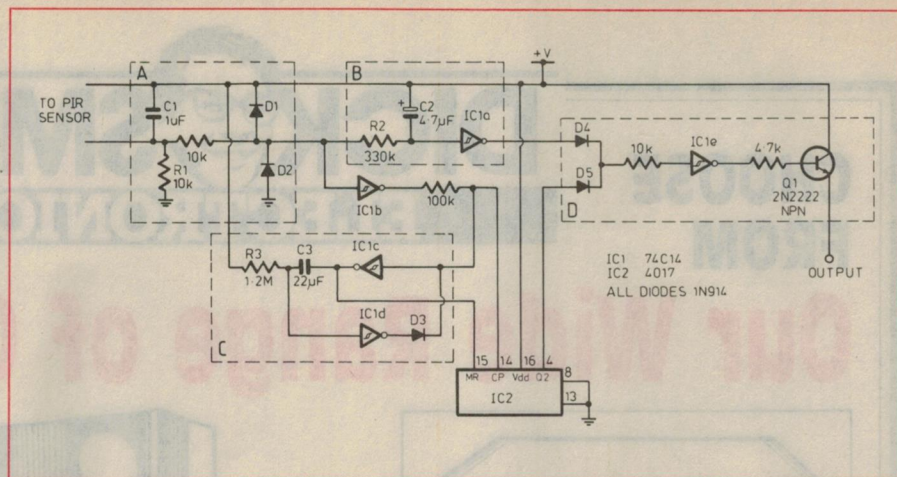 A
B
+V
TO PIR
SENSOR
C1
1uF
D1
C2
4·7µF
IC1a
+
R2
330k
D4
10k
IC1e
4·7k
10k
R1
10k
D2
D5
Q1
2N2222
NPN
D
IC1b
100k
IC1 74C14
IC2 4017
ALL DIODES 1N914
OUTPUT
R3
1·2M
C3
22µF
IC1c
IC1d
D3
C
15
14
16
4
MR
CP
Vdd
Q2
8
IC2
13